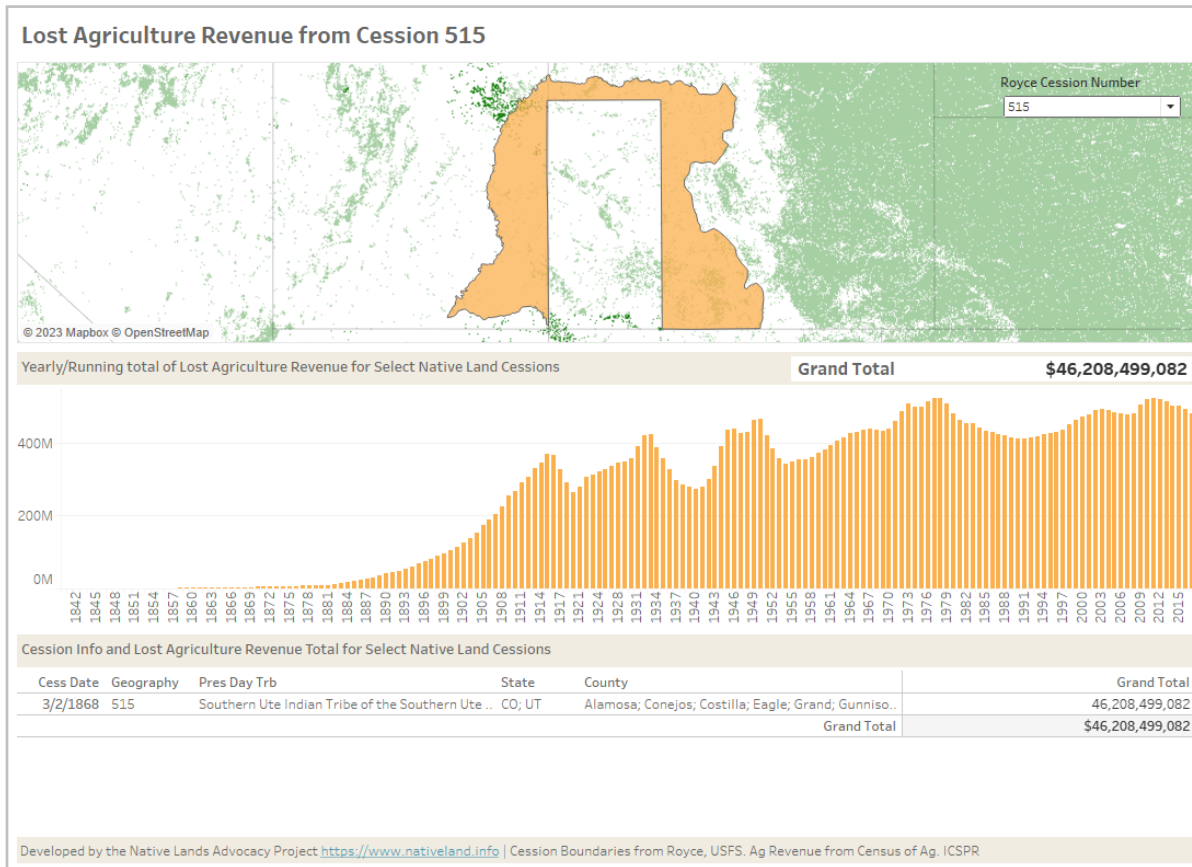 Lost Agriculture Revenue from Cession 515
Royce Cession Number
515
© 2023 Mapbox © OpenStreetMap
Yearly/Running total of Lost Agriculture Revenue for Select Native Land Cessions
Grand Total $46,208,499,082
400M
200M
0M
1842 1845 1848 1851 1854 1857 1860 1863 1866 1869 1872 1875 1878 1881 1884 1887 1890 1893 1896 1899 1902 1905 1908 1911 1914 1917 1921 1924 1928 1931 1934 1937 1940 1943 1946 1949 1952 1955 1958 1961 1964 1967 1970 1973 1976 1979 1982 1985 1988 1991 1994 1997 2000 2003 2006 2009 2012 2015
Cession Info and Lost Agriculture Revenue Total for Select Native Land Cessions
Cess Date Geography Pres Day Trb State County Grand Total
3/2/1868 515 Southern Ute Indian Tribe of the Southern Ute .. CO; UT Alamosa; Conejos; Costilla; Eagle; Grand; Gunniso.. 46,208,499,082
Grand Total $46,208,499,082
Developed by the Native Lands Advocacy Project https://www.nativeland.info | Cession Boundaries from Royce, USFS. Ag Revenue from Census of Ag. ICSPR